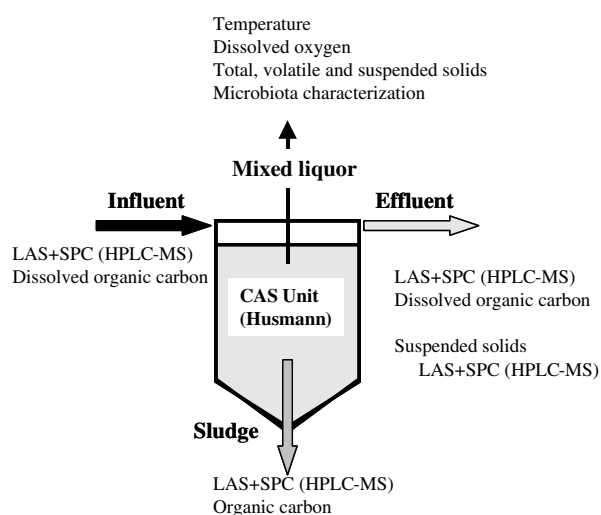 Temperature
Dissolved oxygen
Total, volatile and suspended solids
Microbiota characterization
Mixed liquor
Influent
Effluent
LAS+SPC (HPLC-MS)
Dissolved organic carbon
CAS Unit
(Husmann)
LAS+SPC (HPLC-MS)
Dissolved organic carbon
Suspended solids
LAS+SPC (HPLC-MS)
Sludge
LAS+SPC (HPLC-MS)
Organic carbon